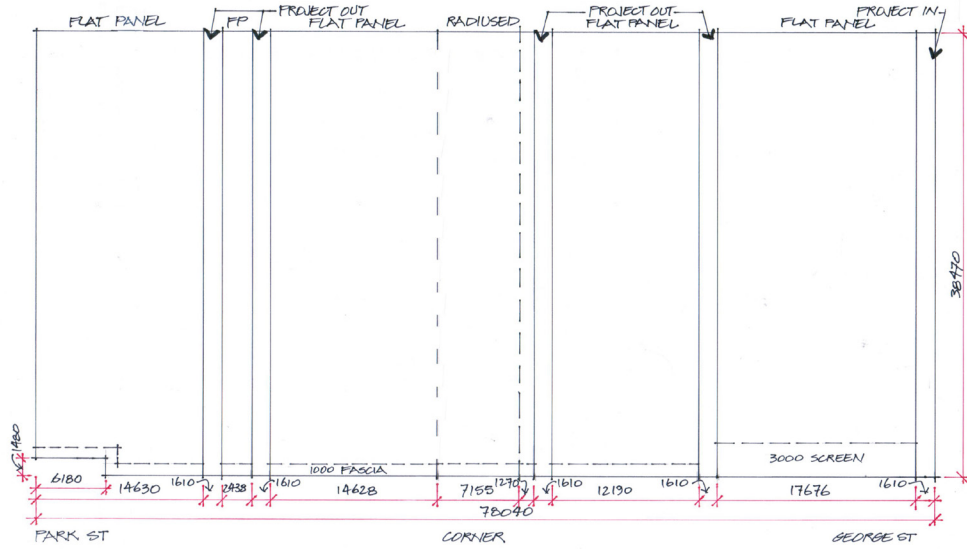 PROJECT OUT PROJECT OUT PROJECT IN
FLAT PANEL FP FLAT PANEL RADIUSED FLAT PANEL FLAT PANEL
38470
1480
1000 FASCIA
3000 SCREEN
6180
14630 1610 2438 1610 14628 7155 1270 1610 12190 1610 17676 1610
78040
PARK ST CORNER GEORGE ST